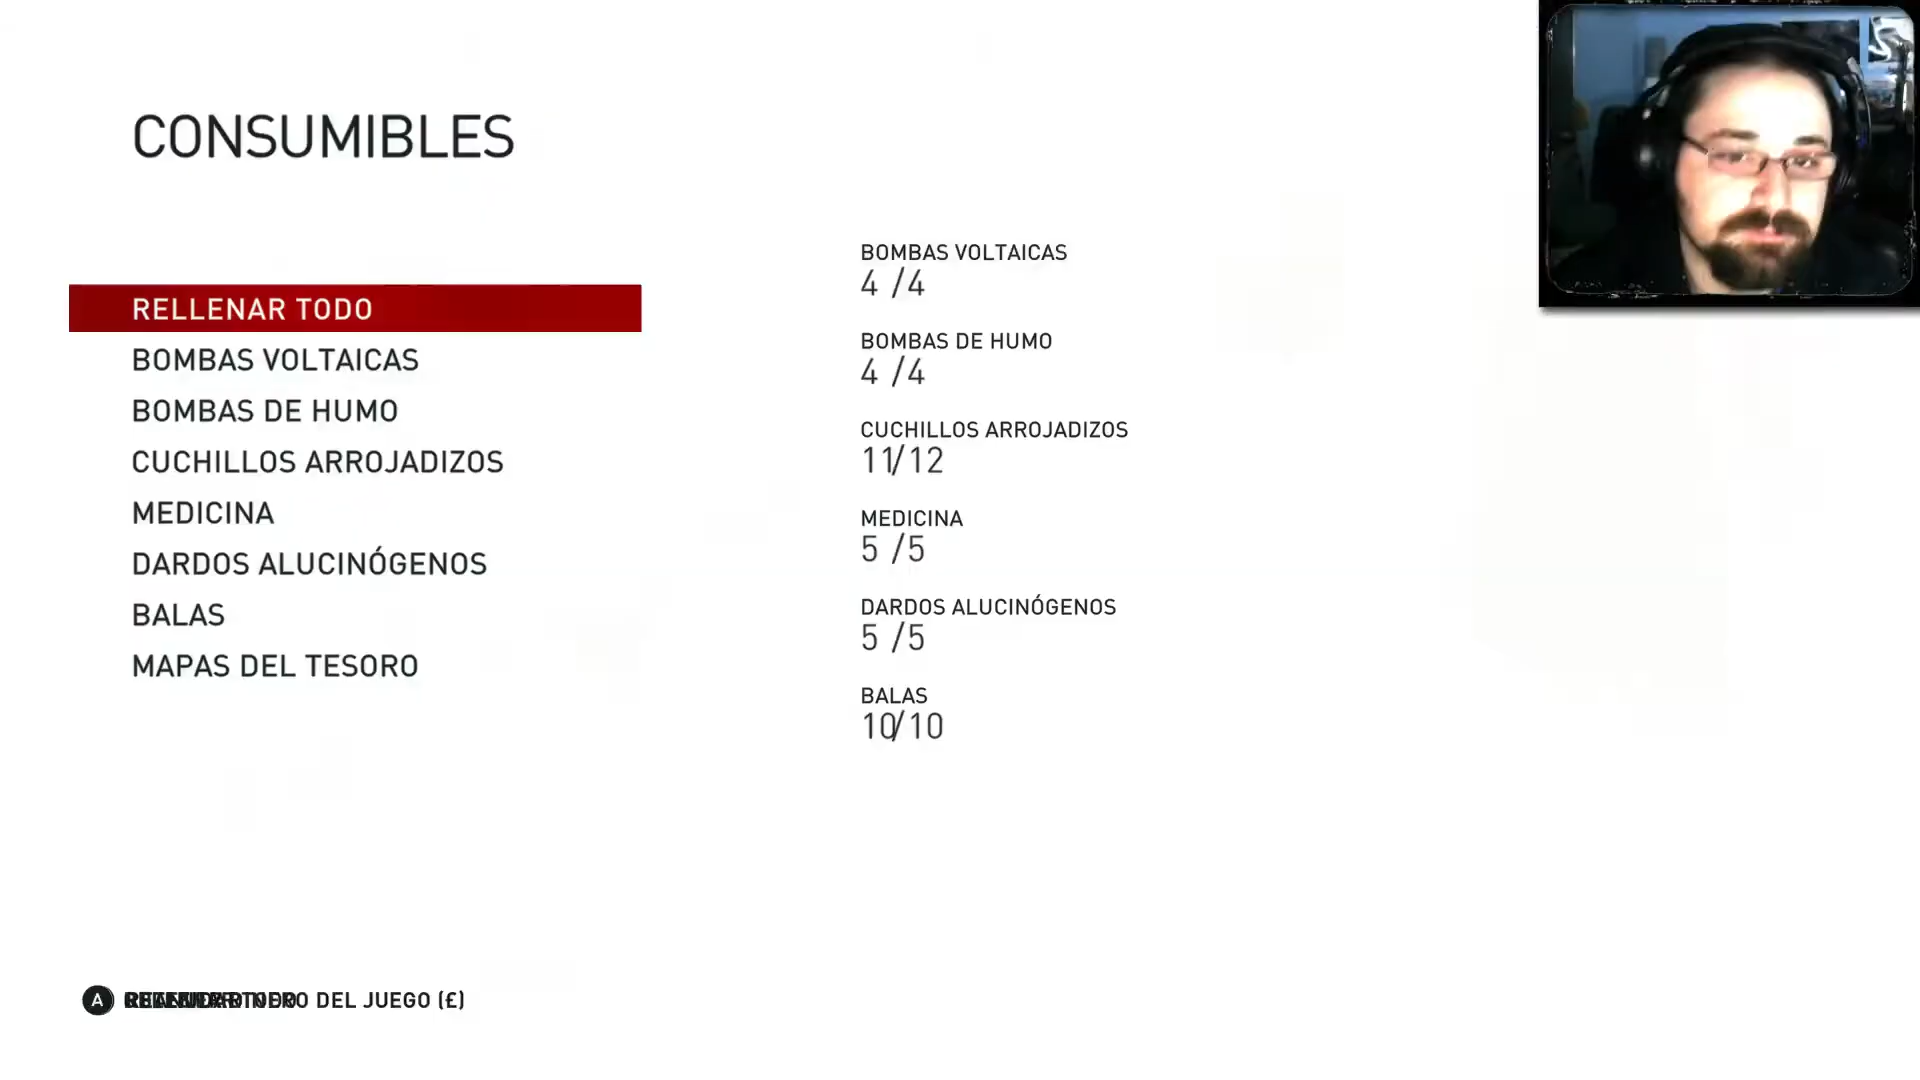 CONSUMIBLES
RELLENAR TODO
BOMBAS VOLTAICAS
BOMBAS DE HUMO
CUCHILLOS ARROJADIZOS
MEDICINA
DARDOS ALUCINÓGENOS
BALAS
MAPAS DEL TESORO
BOMBAS VOLTAICAS
4 /4
BOMBAS DE HUMO
4 /4
CUCHILLOS ARROJADIZOS
11/12
MEDICINA
5 /5
DARDOS ALUCINÓGENOS
5 /5
BALAS
10/10
A DEL JUEGO (£)